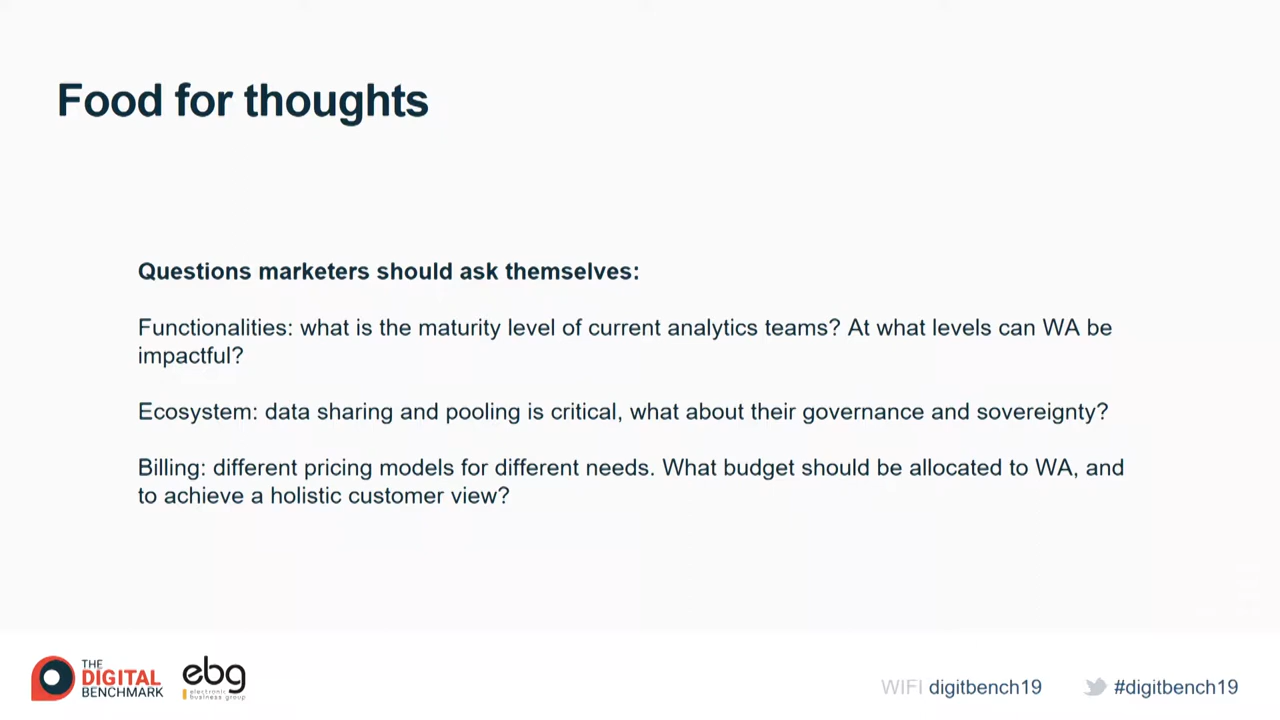 Food for thoughts
Questions marketers should ask themselves:
Functionalities: what is the maturity level of current analytics teams? At what levels can WA be
impactful?
Ecosystem: data sharing and pooling is critical, what about their governance and sovereignty?
Billing: different pricing models for different needs. What budget should be allocated to WA, and
to achieve a holistic customer view?
THE
DIGITAL
BENCHMARK
ebg
electronic
business group
WIFI digitbench19
#digitbench19